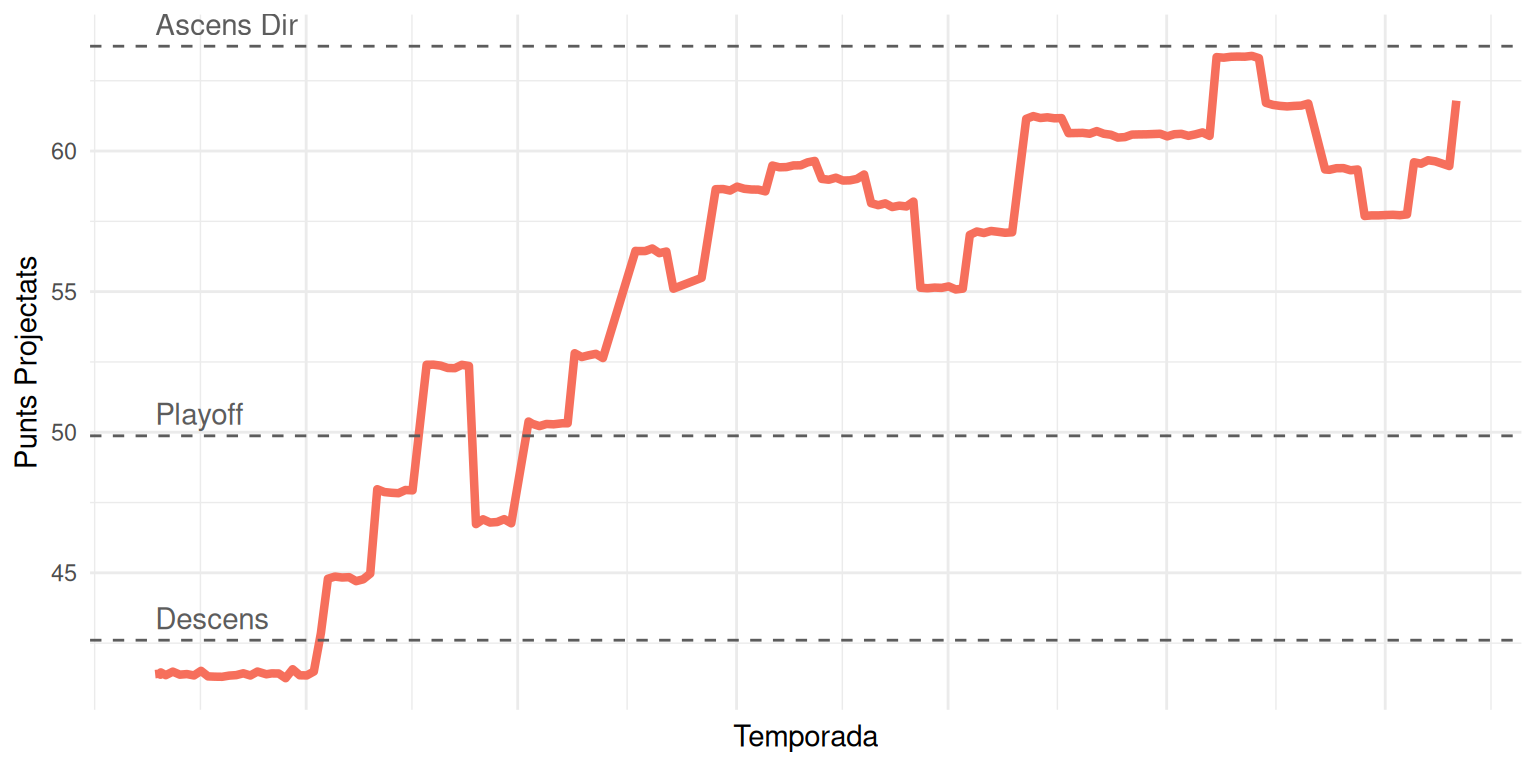 Ascens Dir
60
55
Playoff
50
45
Descens
Punts Projectats
Temporada